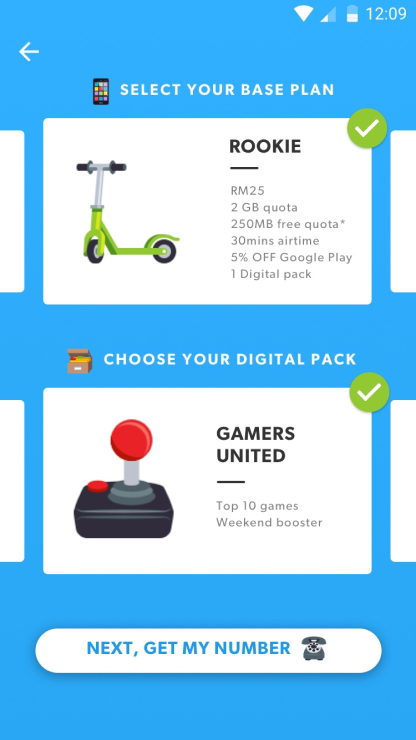 12:09
SELECT YOUR BASE PLAN
ROOKIE
RM25
2 GB quota
250MB free quota*
30mins airtime
5% OFF Google Play
1 Digital pack
CHOOSE YOUR DIGITAL PACK
GAMERS
UNITED
Top 10 games
Weekend booster
NEXT, GET MY NUMBER